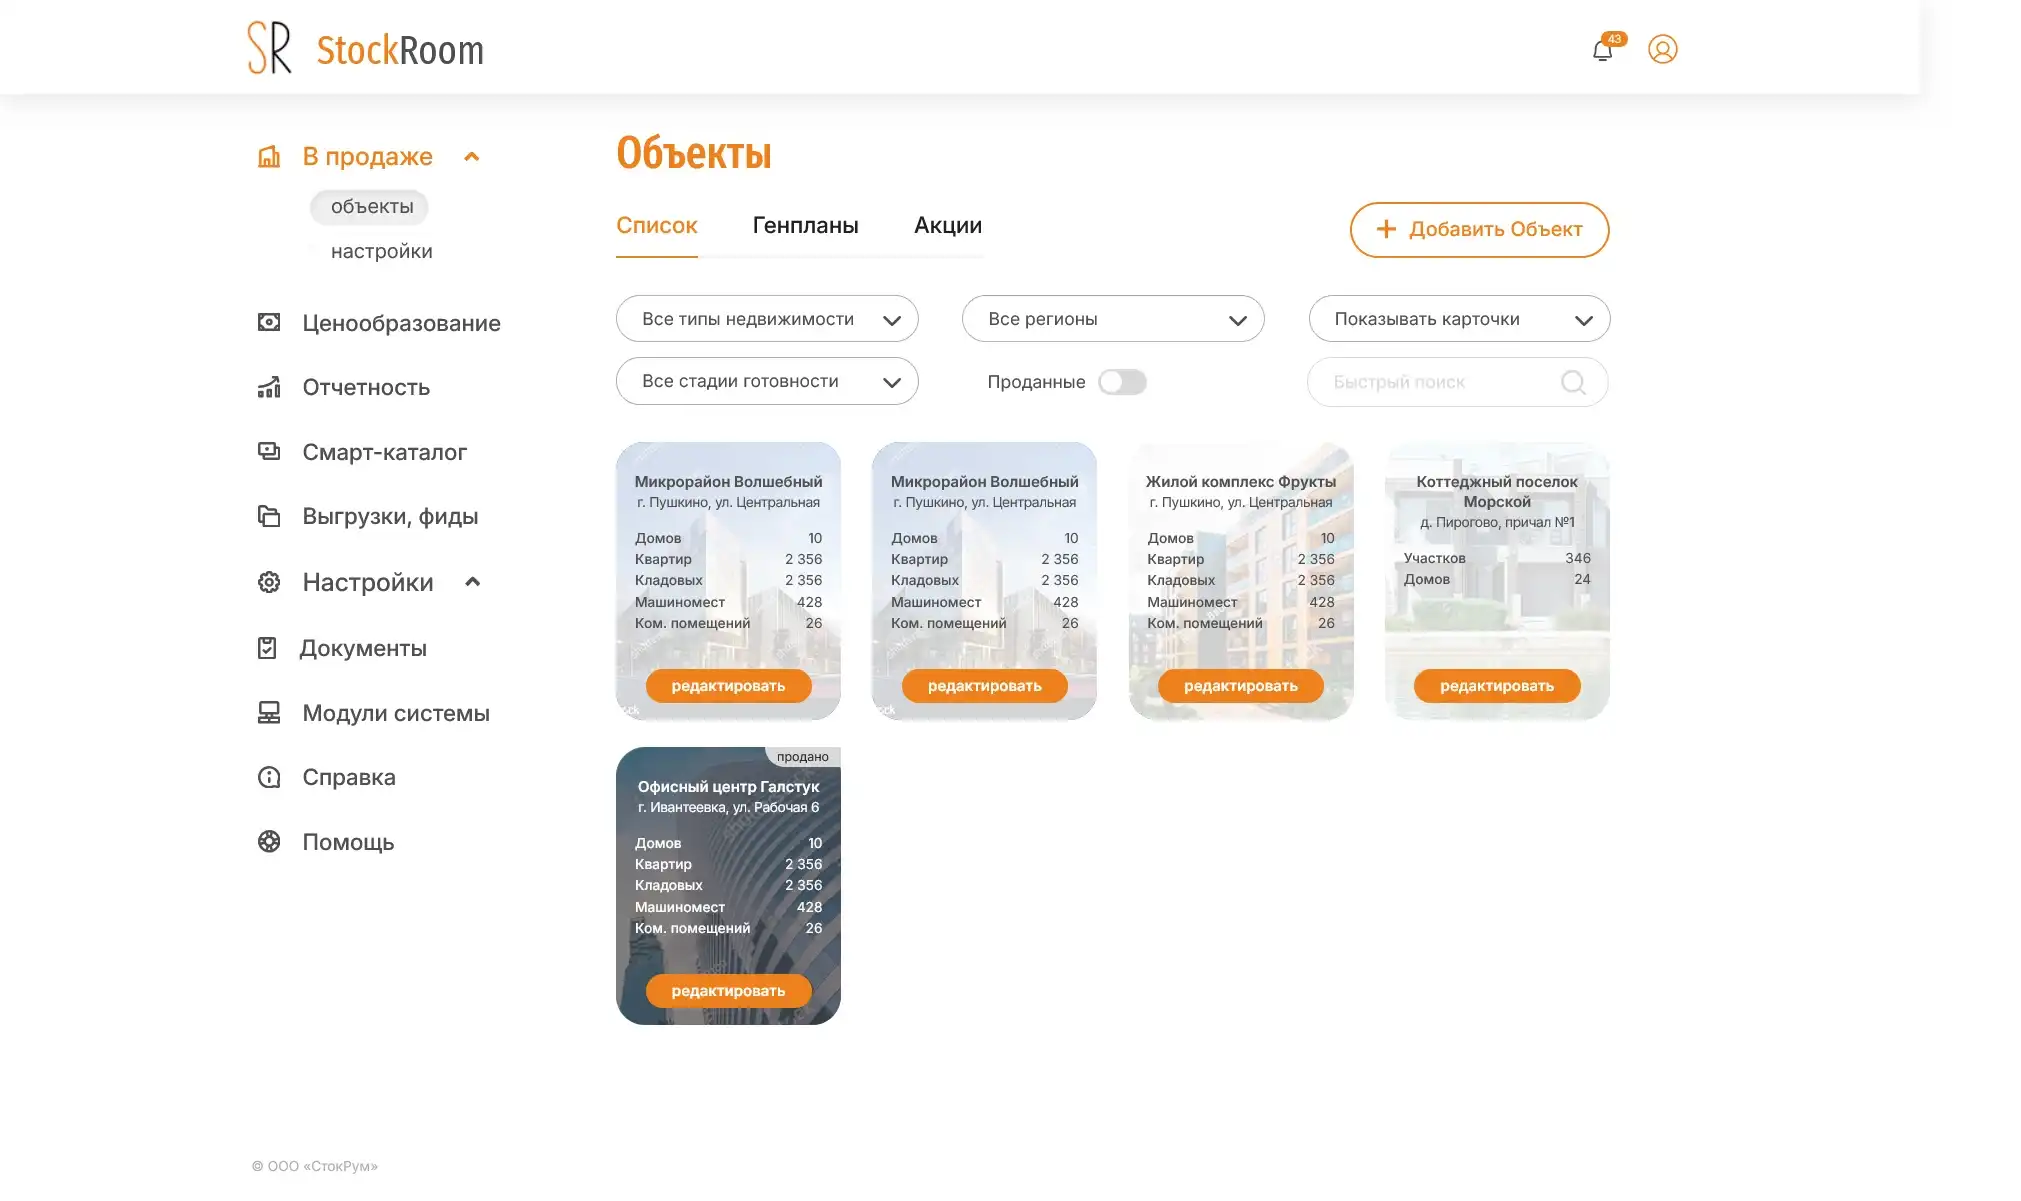 SR StockRoom
43
В продаже
объекты
настройки
Ценообразование
Отчетность
Смарт-каталог
Выгрузки, фиды
Настройки
Документы
Модули системы
Справка
Помощь
Объекты
Список Генпланы Акции
+ Добавить Объект
Все типы недвижимости
Все регионы
Показывать карточки
Все стадии готовности
Проданные
Быстрый поиск
Микрорайон Волшебный
г. Пушкино, ул. Центральная
Домов 10
Квартир 2 356
Кладовых 2 356
Машиномест 428
Ком. помещений 26
редактировать
Микрорайон Волшебный
г. Пушкино, ул. Центральная
Домов 10
Квартир 2 356
Кладовых 2 356
Машиномест 428
Ком. помещений 26
редактировать
Жилой комплекс Фрукты
г. Пушкино, ул. Центральная
Домов 10
Квартир 2 356
Кладовых 2 356
Машиномест 428
Ком. помещений 26
редактировать
Коттеджный поселок
Морской
д. Пирогово, причал №1
Участков 346
Домов 24
редактировать
продано
Офисный центр Галстук
г. Ивантеевка, ул. Рабочая 6
Домов 10
Квартир 2 356
Кладовых 2 356
Машиномест 428
Ком. помещений 26
редактировать
© ООО «СтокРум»